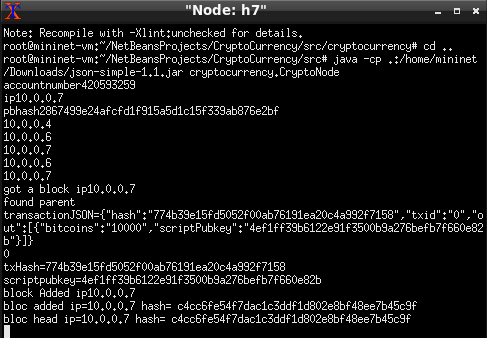 "Node: h7"
Note: Recompile with -Xlint:unchecked for details.
root@mininet-vm:~/NetBeansProjects/CryptoCurrency/src/cryptocurrency# cd ..
root@mininet-vm:~/NetBeansProjects/CryptoCurrency/src# java -cp .:/home/mininet
/Downloads/json-simple-1.1.jar cryptocurrency.CryptoNode
accountnumber420593259
ip10.0.0.7
pbhash2867499e24afcfd1f915a5d1c15f339ab876e2bf
10.0.0.4
10.0.0.6
10.0.0.7
10.0.0.6
10.0.0.7
got a block ip10.0.0.7
found parent
transactionJSON={"hash":"774b39e15fd5052f00ab76191ea20c4a992f7158","txid":"0","o
ut":[{"bitcoins":"10000","scriptPubkey":"4ef1ff39b6122e91f3500b9a276befb7f660e82
b"}]}
0
txHash=774b39e15fd5052f00ab76191ea20c4a992f7158
scriptpubkey=4ef1ff39b6122e91f3500b9a276befb7f660e82b
block Added ip10.0.0.7
bloc added ip=10.0.0.7 hash= c4cc6fe54f7dac1c3ddf1d802e8bf48ee7b45c9f
bloc head ip=10.0.0.7 hash= c4cc6fe54f7dac1c3ddf1d802e8bf48ee7b45c9f